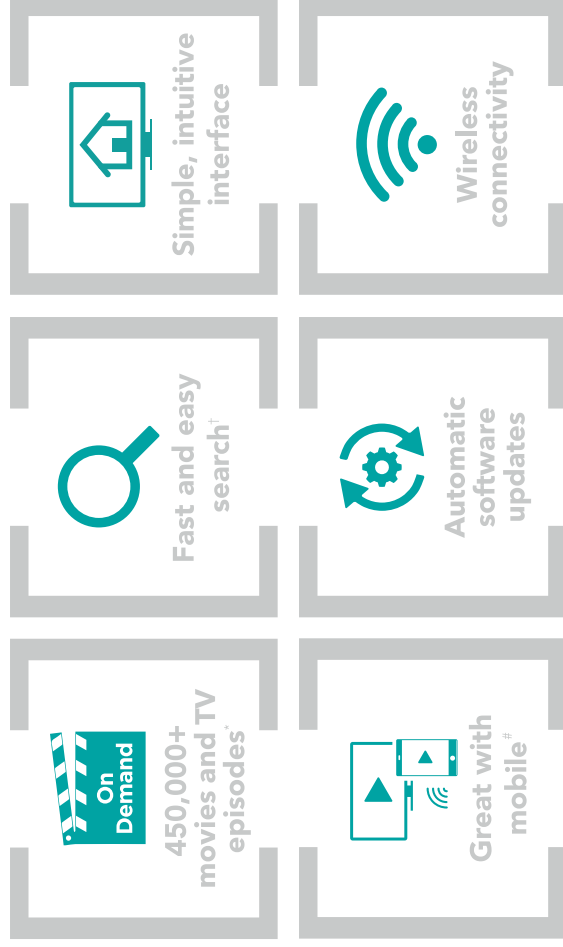 On
Demand
450,000+
movies and TV
episodes*
Fast and easy
search†
Simple, intuitive
interface
Great with
mobile#
Automatic
software
updates
Wireless
connectivity